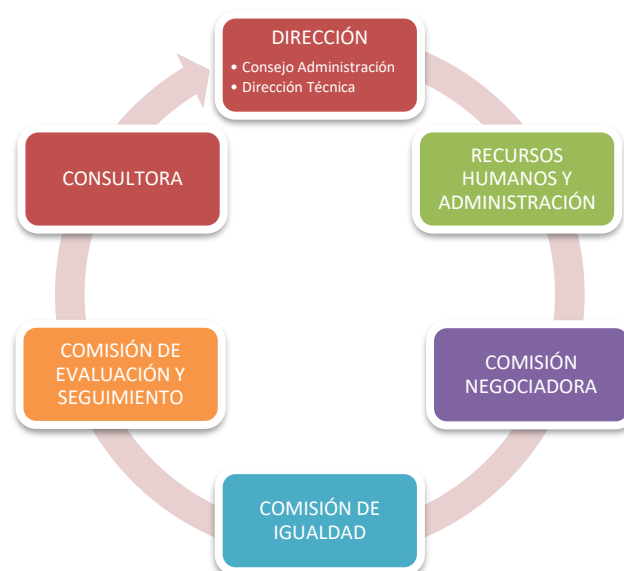 DIRECCIÓN
• Consejo Administración
• Dirección Técnica
RECURSOS
HUMANOS Y
ADMINISTRACIÓN
COMISIÓN
NEGOCIADORA
COMISIÓN DE
IGUALDAD
COMISIÓN DE
EVALUACIÓN Y
SEGUIMIENTO
CONSULTORA